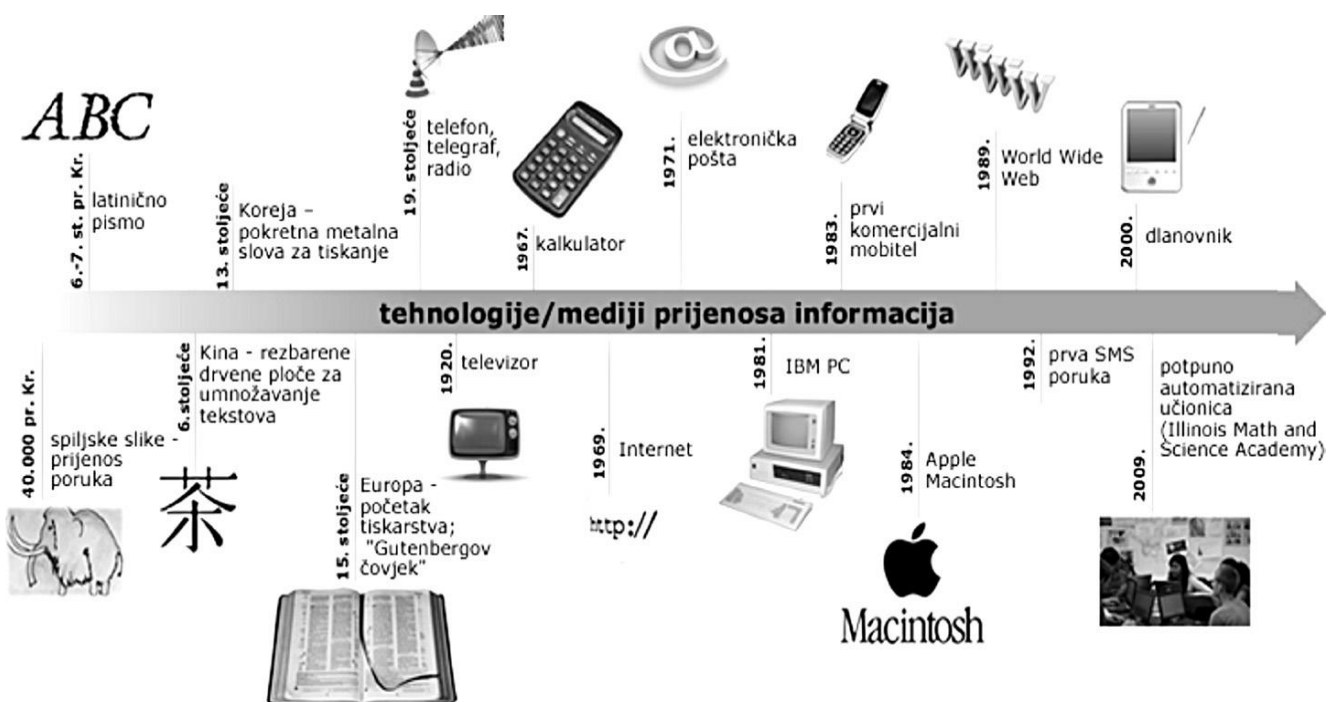 ABC
6.-7. st. pr. Kr.
latinično
pismo
13. stoljeće
Koreja –
pokretna metalna
slova za tiskanje
19. stoljeće
telefon,
telegraf,
radio
1967.
kalkulator
@
1971.
elektronička
pošta
1983.
prvi
komercijalni
mobitel
WWW
1989.
World Wide
Web
2000.
dlanovnik
tehnologije/mediji prijenosa informacija
40.000 pr. Kr.
spiljske slike -
prijenos
poruka
6.stoljeće
Kina - rezbarene
drvene ploče za
umnožavanje
tekstova
茶
15. stoljeće
Europa -
početak
tiskarstva;
"Gutenbergov
čovjek"
1920.
televizor
1969.
Internet
http://
1981.
IBM PC
1984.
Apple
Macintosh
Macintosh
1992.
prva SMS
poruka
2009.
potpuno
automatizirana
učionica
(Illinois Math and
Science Academy)